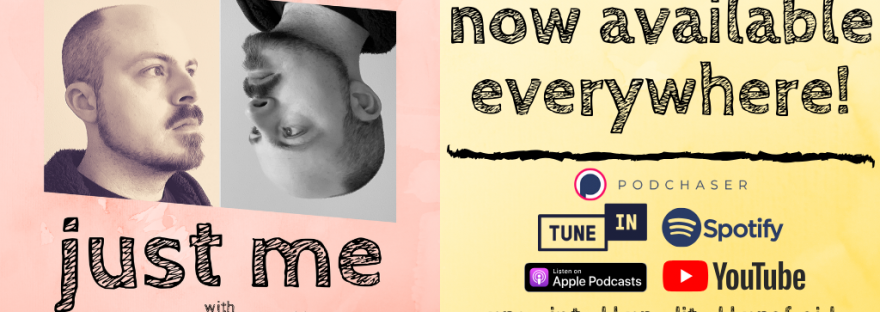 just me
with
now available
everywhere!
PODCHASER
TUNE IN
Spotify
Listen on
Apple Podcasts
YouTube